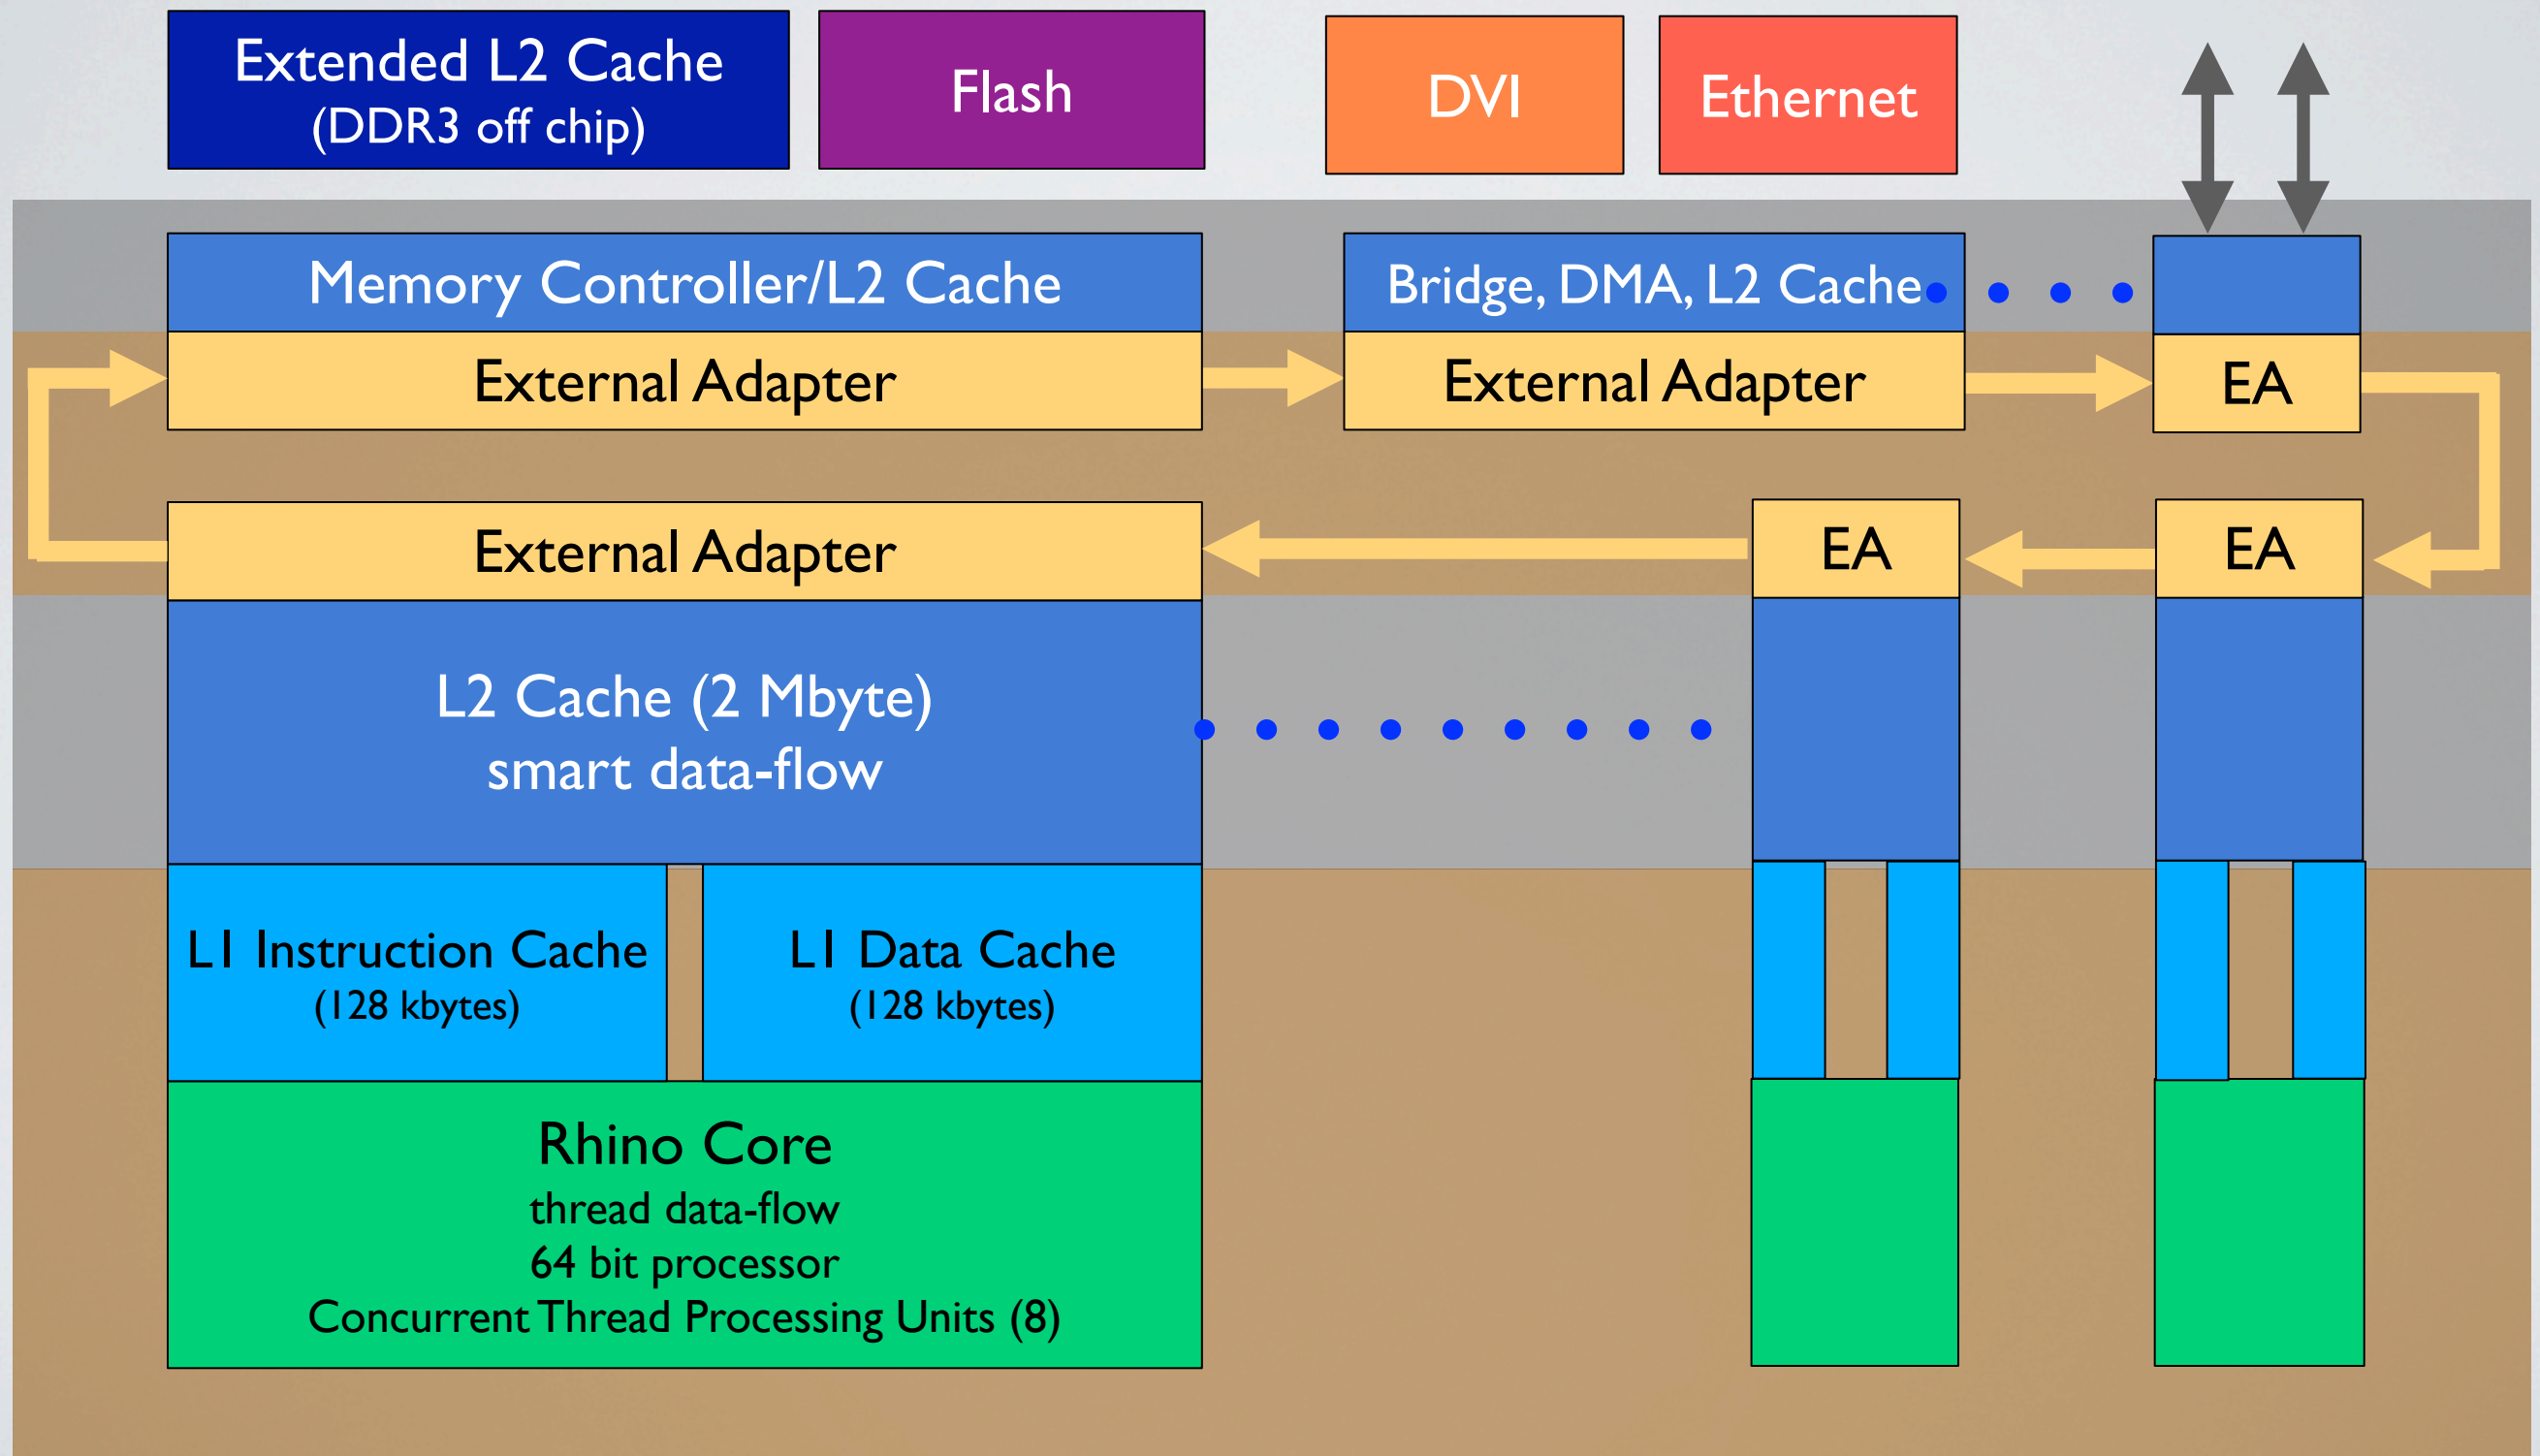 Extended L2 Cache
(DDR3 off chip)
Flash
DVI
Ethernet
Memory Controller/L2 Cache
Bridge, DMA, L2 Cache
External Adapter
External Adapter
EA
External Adapter
EA
EA
L2 Cache (2 Mbyte)
smart data-flow
L1 Instruction Cache
(128 kbytes)
L1 Data Cache
(128 kbytes)
Rhino Core
thread data-flow
64 bit processor
Concurrent Thread Processing Units (8)